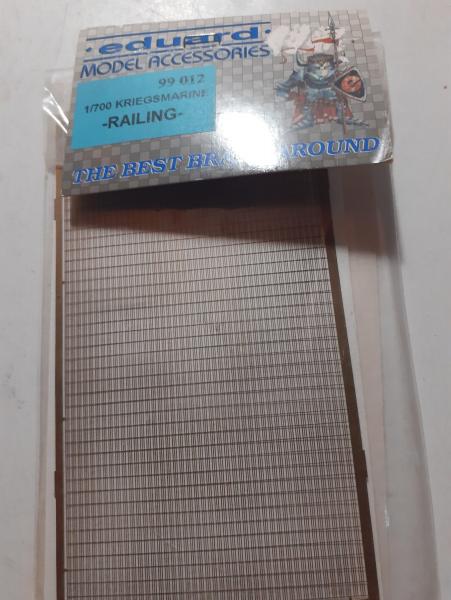 eduard
MODEL ACCESSORIES
99 012
1/700 KRIEGSMARINE
-RAILING-
THE BEST AROUND